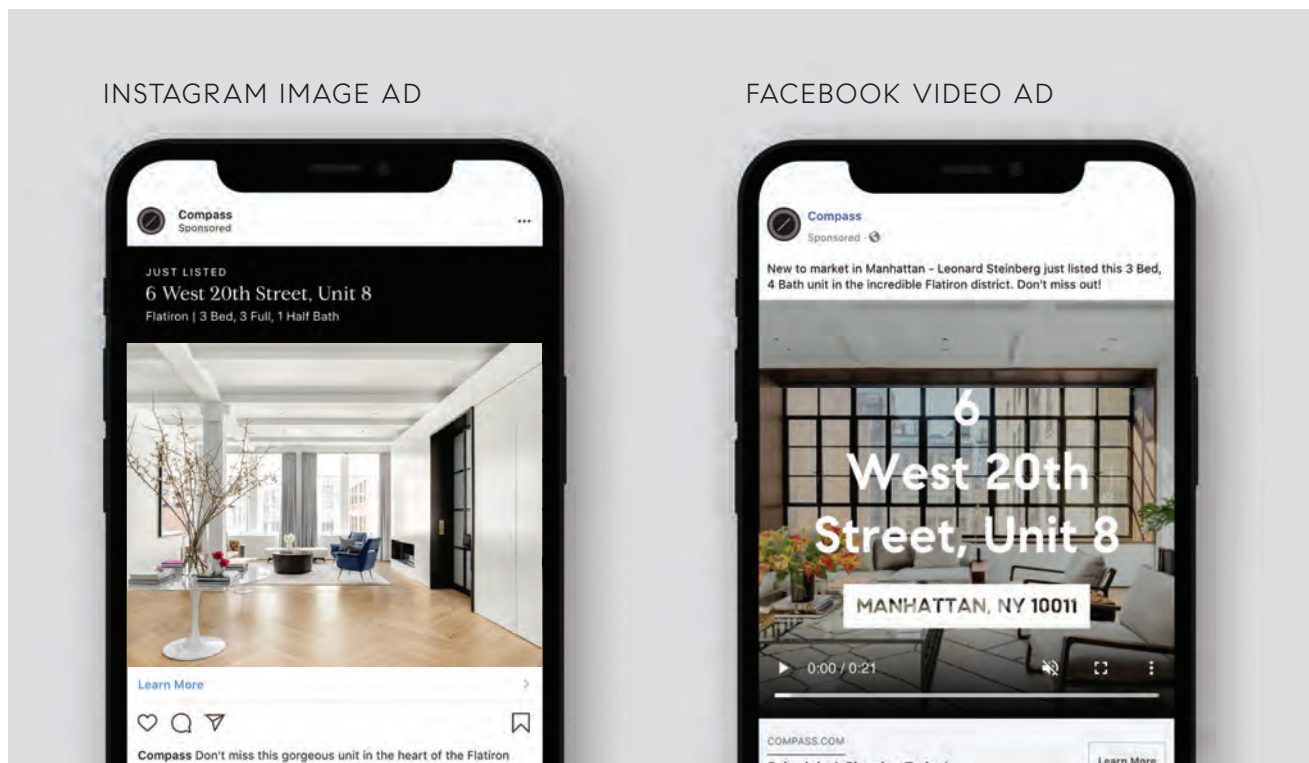 INSTAGRAM IMAGE AD
Compass
Sponsored
JUST LISTED
6 West 20th Street, Unit 8
Flatiron | 3 Bed, 3 Full, 1 Half Bath
Learn More
Compass Don't miss this gorgeous unit in the heart of the Flatiron
FACEBOOK VIDEO AD
Compass
Sponsored ·
New to market in Manhattan - Leonard Steinberg just listed this 3 Bed,
4 Bath unit in the incredible Flatiron district. Don't miss out!
6
West 20th
Street, Unit 8
MANHATTAN, NY 10011
0:00 / 0:21
COMPASS.COM
Learn More